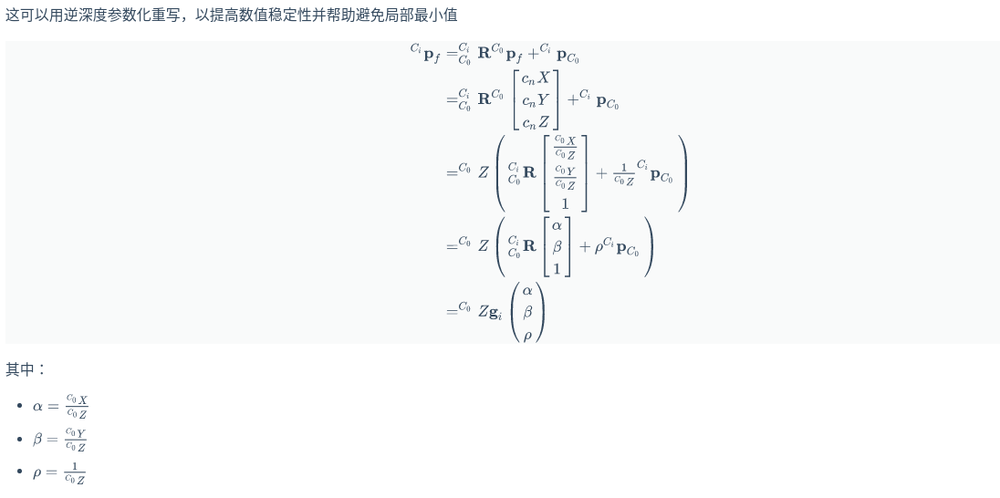 这可以用逆深度参数化重写，以提高数值稳定性并帮助避免局部最小值
$${}^{C_i}\mathbf{p}_f =^{C_i}_{C_0} \mathbf{R}^{C_0}\mathbf{p}_f +^{C_i} \mathbf{p}_{C_0}$$
$$=^{C_i}_{C_0} \mathbf{R}^{C_0} \begin{bmatrix} c_n X \\ c_n Y \\ c_n Z \end{bmatrix} +^{C_i} \mathbf{p}_{C_0}$$
$$=^{C_0} Z \left( {}^{C_i}_{C_0}\mathbf{R} \begin{bmatrix} \frac{{}^{C_0}X}{{}^{C_0}Z} \\ \frac{{}^{C_0}Y}{{}^{C_0}Z} \\ 1 \end{bmatrix} + \frac{1}{{}^{C_0}Z} {}^{C_i}\mathbf{p}_{C_0} \right)$$
$$=^{C_0} Z \left( {}^{C_i}_{C_0}\mathbf{R} \begin{bmatrix} \alpha \\ \beta \\ 1 \end{bmatrix} + \rho^{C_i}\mathbf{p}_{C_0} \right)$$
$$=^{C_0} Z\mathbf{g}_i \begin{pmatrix} \alpha \\ \beta \\ \rho \end{pmatrix}$$
其中：
• $\alpha = \frac{{}^{C_0}X}{{}^{C_0}Z}$
• $\beta = \frac{{}^{C_0}Y}{{}^{C_0}Z}$
• $\rho = \frac{1}{{}^{C_0}Z}$